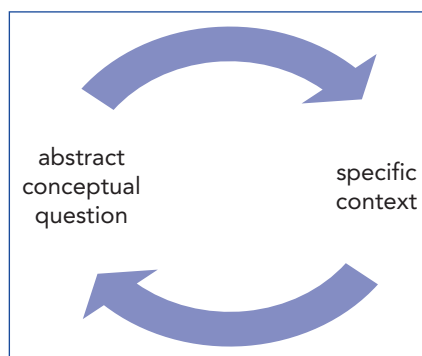 abstract
conceptual
question
specific
context